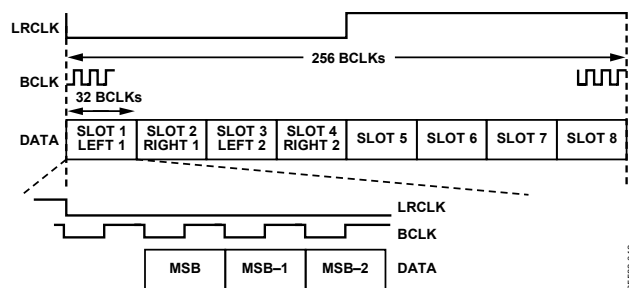 LRCLK
256 BCLKs
BCLK
32 BCLKs
DATA
SLOT 1
LEFT 1
SLOT 2
RIGHT 1
SLOT 3
LEFT 2
SLOT 4
RIGHT 2
SLOT 5
SLOT 6
SLOT 7
SLOT 8
LRCLK
BCLK
MSB
MSB–1
MSB–2
DATA